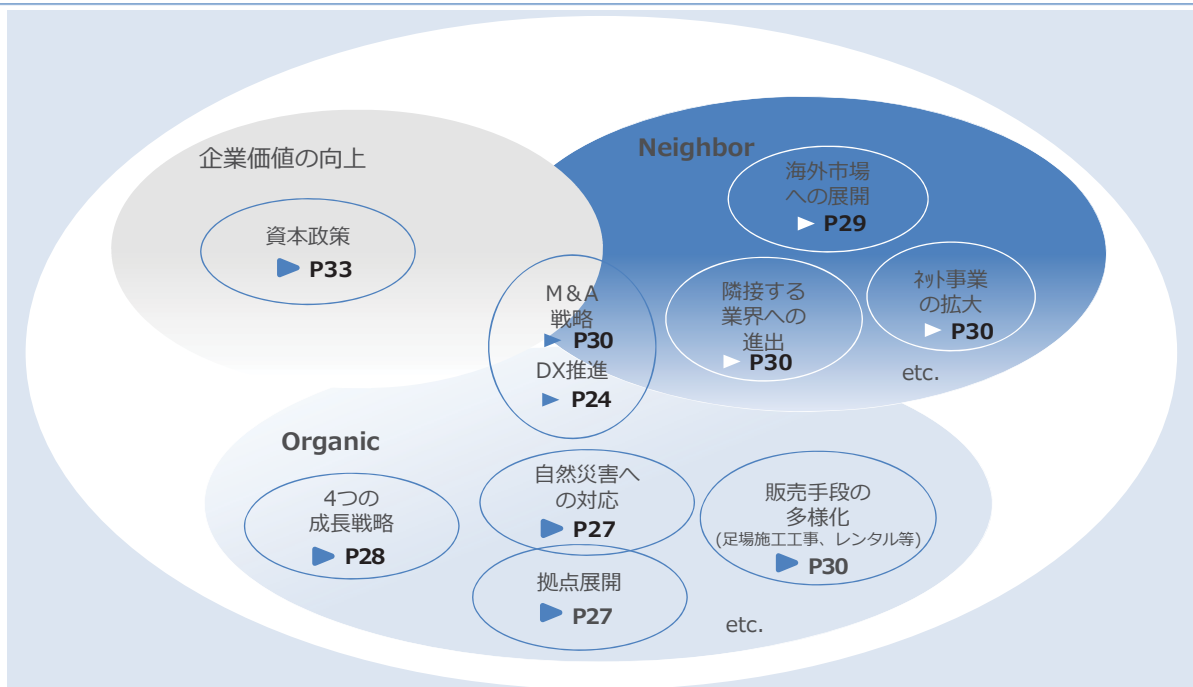 企業価値の向上
資本政策
▶ P33
Neighbor
海外市場
への展開
▶ P29
ﾈｯﾄ事業
の拡大
▶ P30
隣接する
業界への
進出
▶ P30
etc.
M＆A
戦略
▶ P30
DX推進
▶ P24
Organic
4つの
成長戦略
▶ P28
自然災害へ
の対応
▶ P27
拠点展開
▶ P27
販売手段の
多様化
(足場施工工事、レンタル等)
▶ P30
etc.